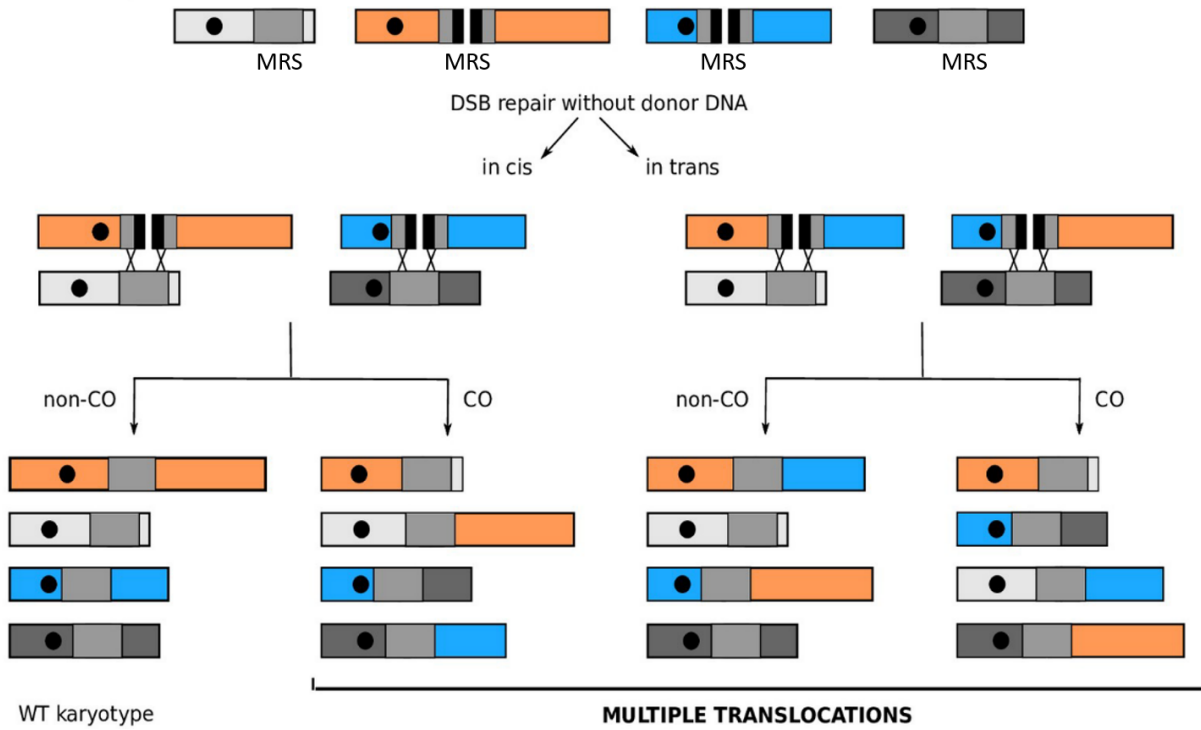 MRS MRS MRS MRS
DSB repair without donor DNA
in cis in trans
non-CO CO non-CO CO
WT karyotype MULTIPLE TRANSLOCATIONS